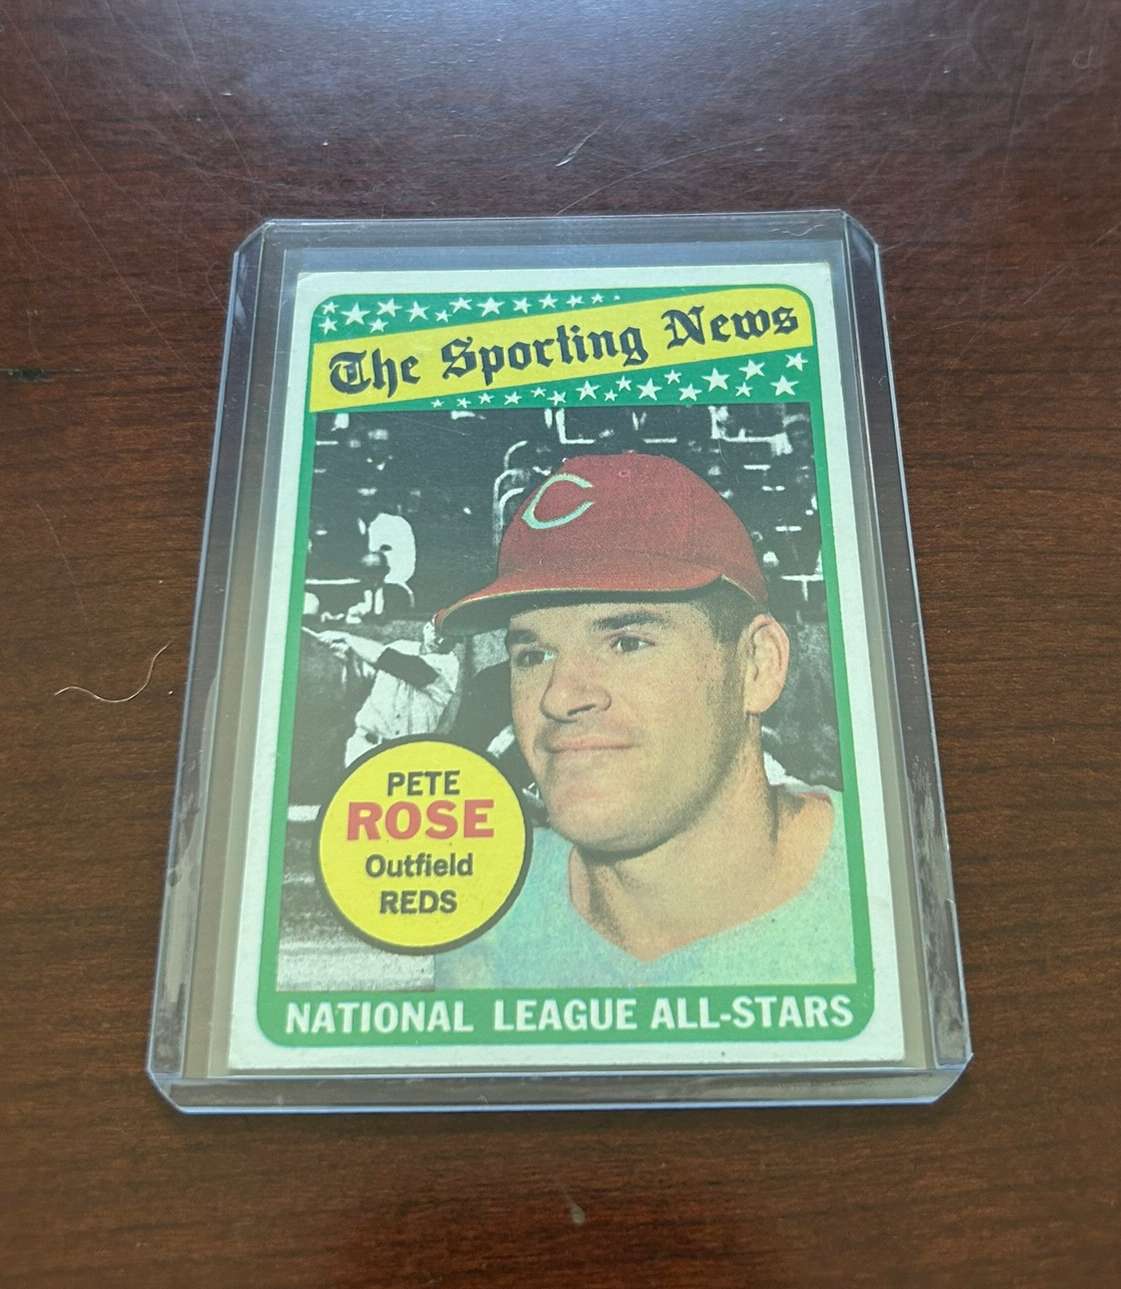 The Sporting News
C
PETE
ROSE
Outfield
REDS
NATIONAL LEAGUE ALL-STARS